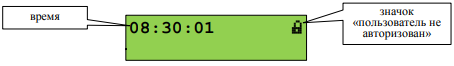 время
08:30:01
значок
«пользователь не
авторизован»